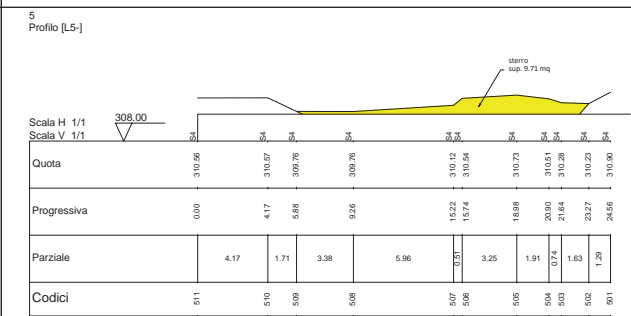 5
Profilo [L5-]
sterro
sup. 9.71 mq
Scala H 1/1
Scala V 1/1
308.00
S4 S4 S4 S4 S4 S4 S4 S4 S4 S4 S4
Quota 310.56 310.57 309.76 309.76 310.12 310.54 310.73 310.51 310.28 310.23 310.90
Progressiva 0.00 4.17 5.88 9.26 15.22 15.74 18.98 20.90 21.64 23.27 24.56
Parziale 4.17 1.71 3.38 5.96 0.51 3.25 1.91 0.74 1.63 1.29
Codici 511 510 509 508 507 506 505 504 503 502 501